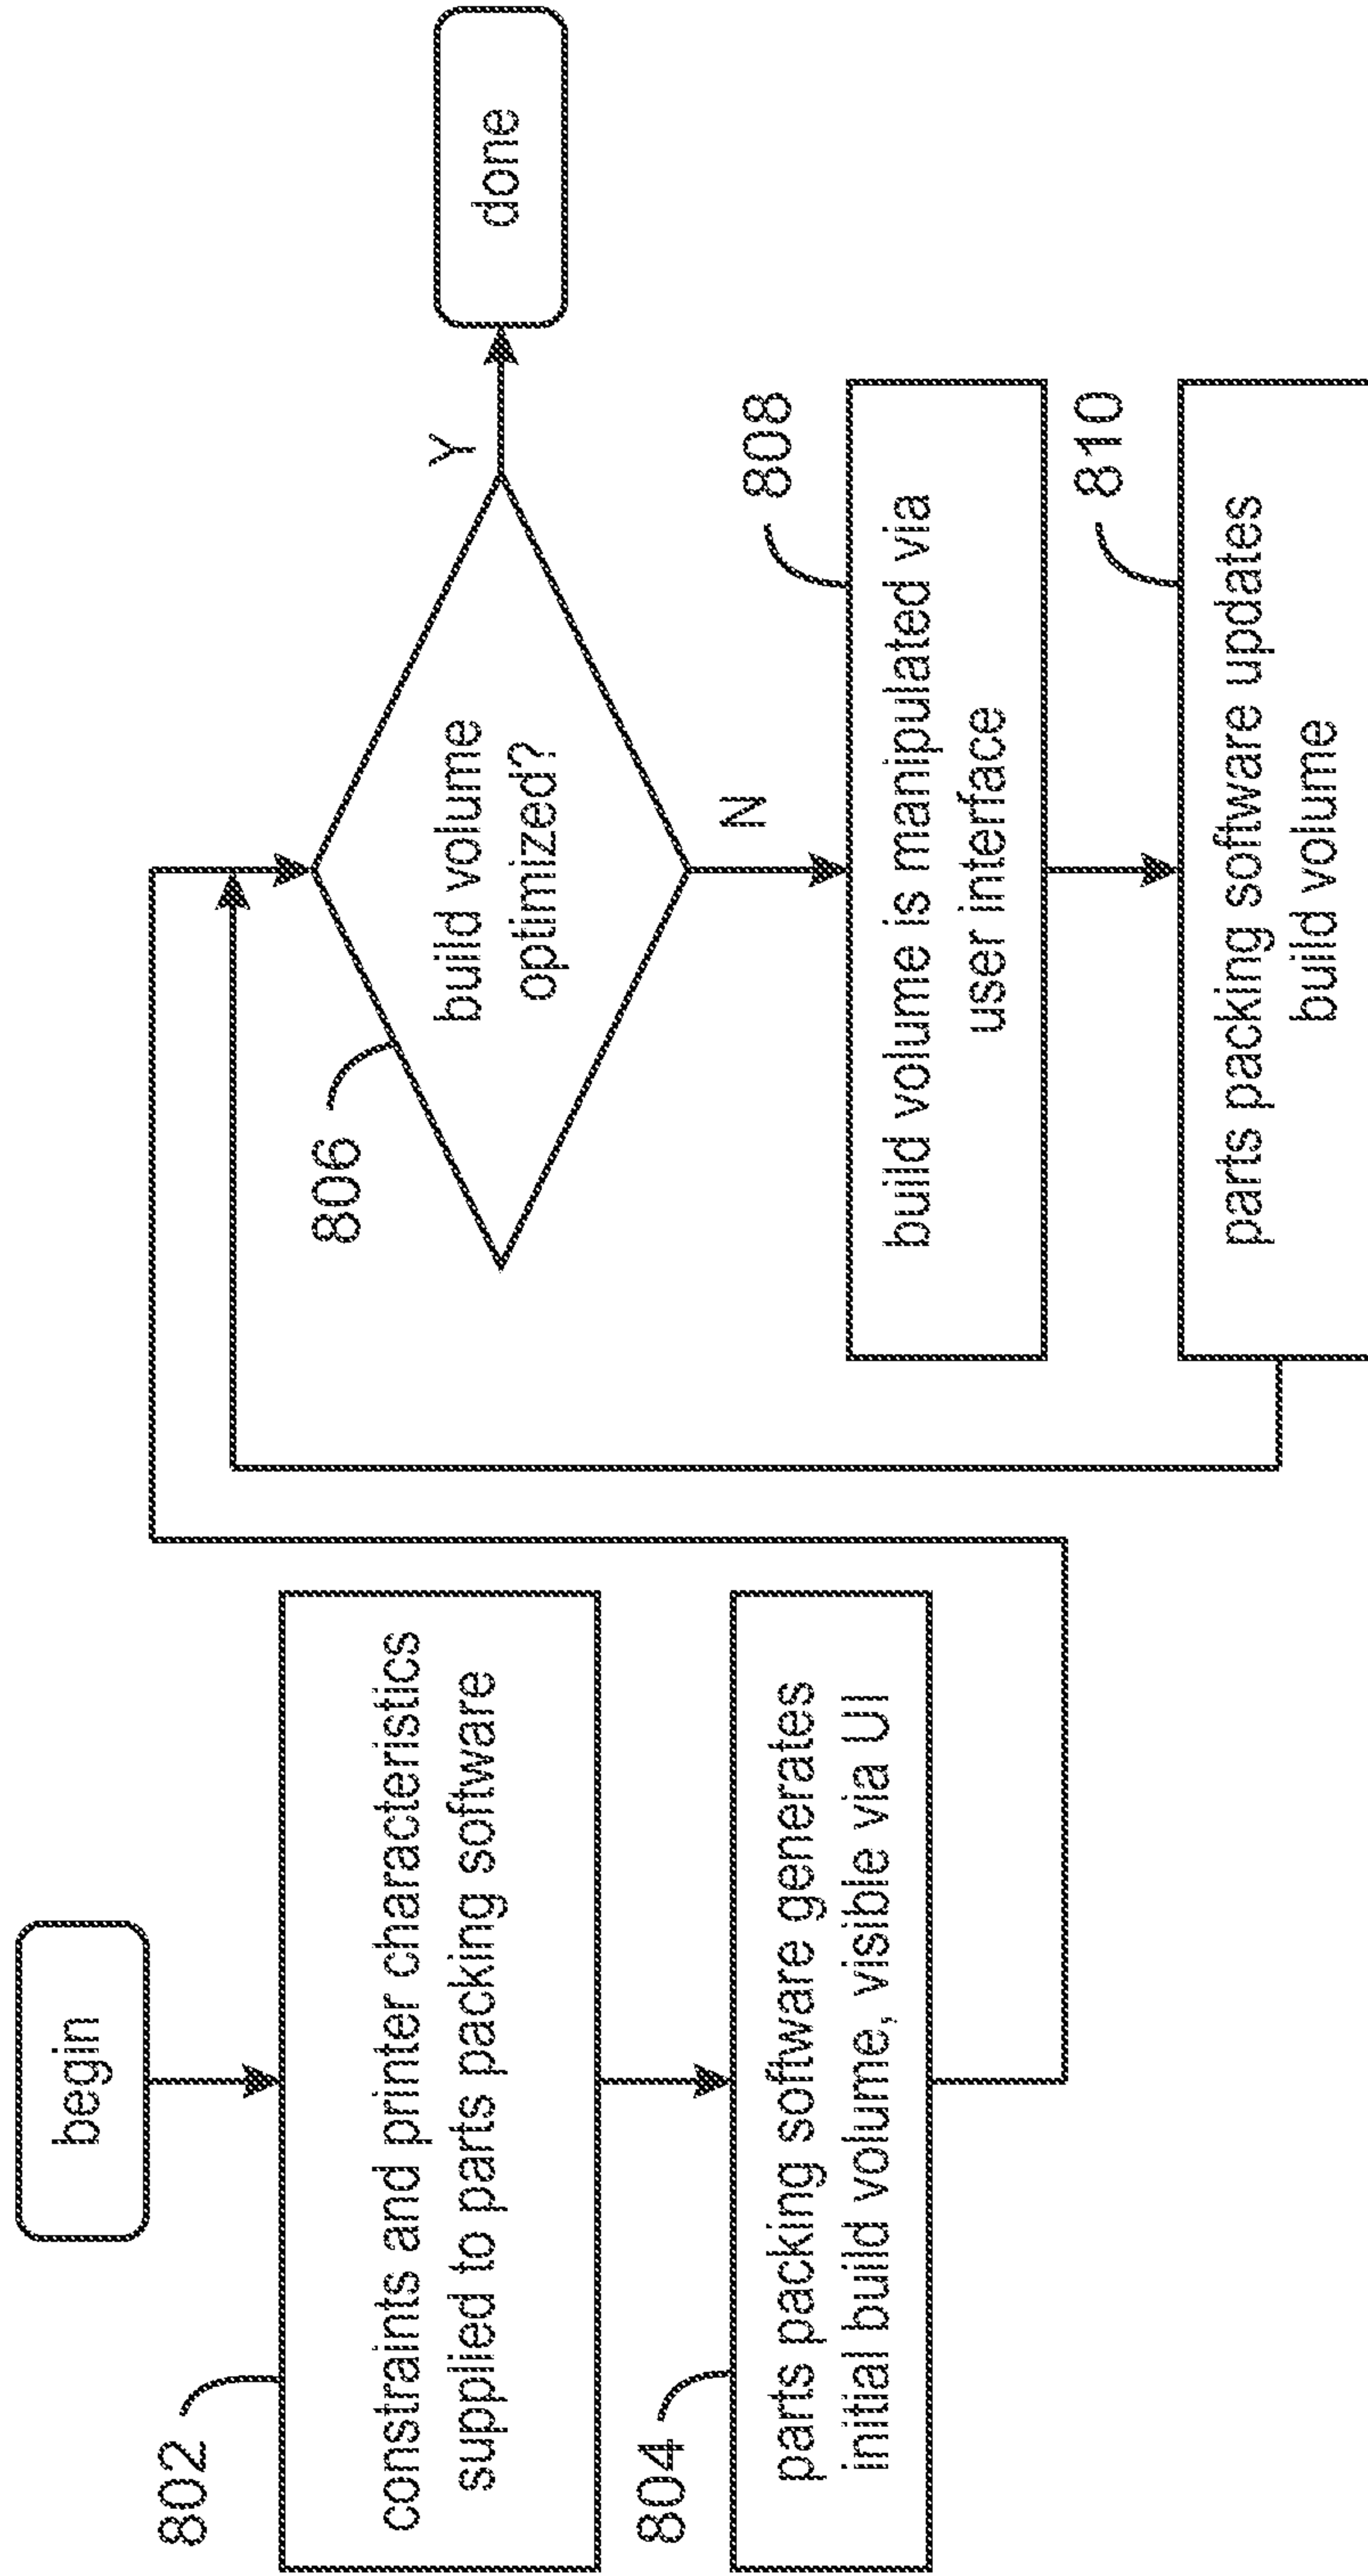 begin
802
constraints and printer characteristics
supplied to parts packing software
804
parts packing software generates
initial build volume, visible via UI
806
build volume
optimized?
Y
done
N
808
build volume is manipulated via
user interface
810
parts packing software updates
build volume